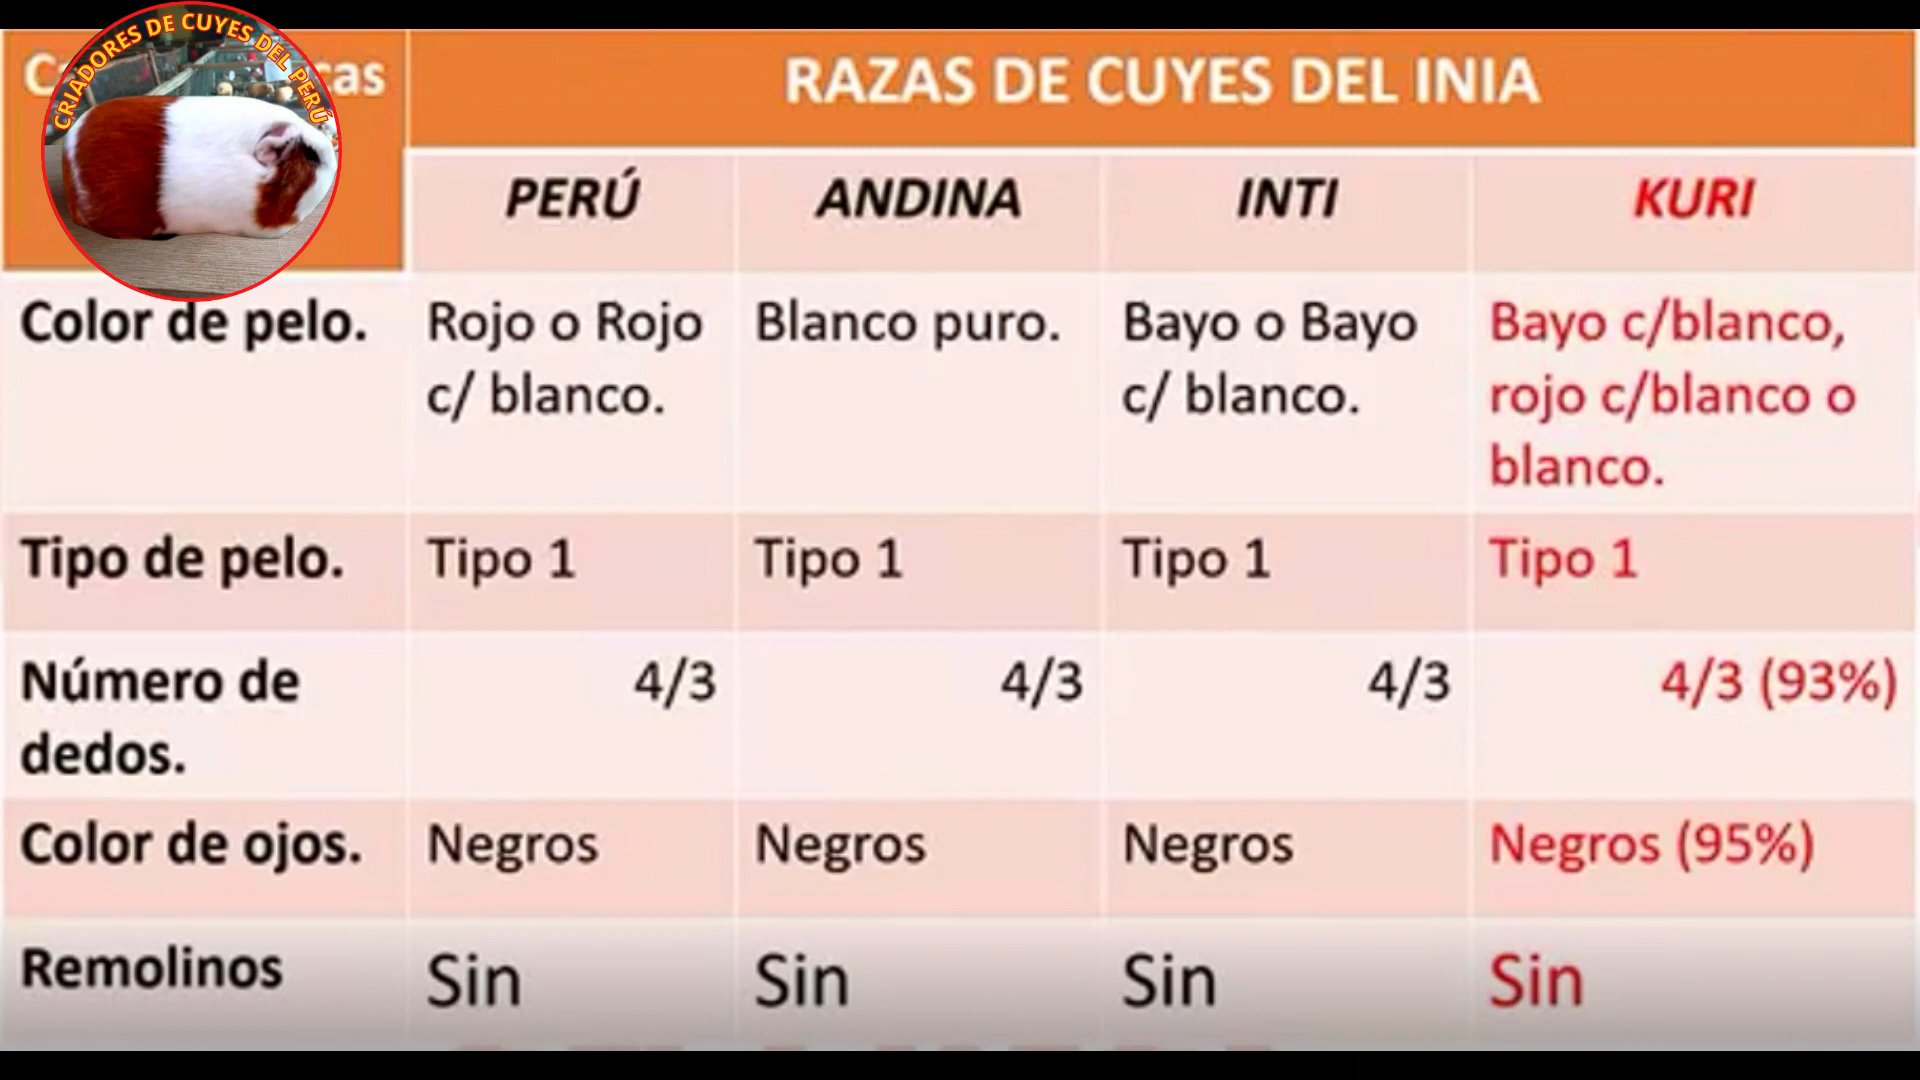 CRIADORES DE CUYES DEL PERÚ
RAZAS DE CUYES DEL INIA
PERÚ ANDINA INTI KURI
Color de pelo. Rojo o Rojo Blanco puro. Bayo o Bayo Bayo c/blanco,
c/ blanco. c/ blanco. rojo c/blanco o
blanco.
Tipo de pelo. Tipo 1 Tipo 1 Tipo 1 Tipo 1
Número de 4/3 4/3 4/3 4/3 (93%)
dedos.
Color de ojos. Negros Negros Negros Negros (95%)
Remolinos Sin Sin Sin Sin